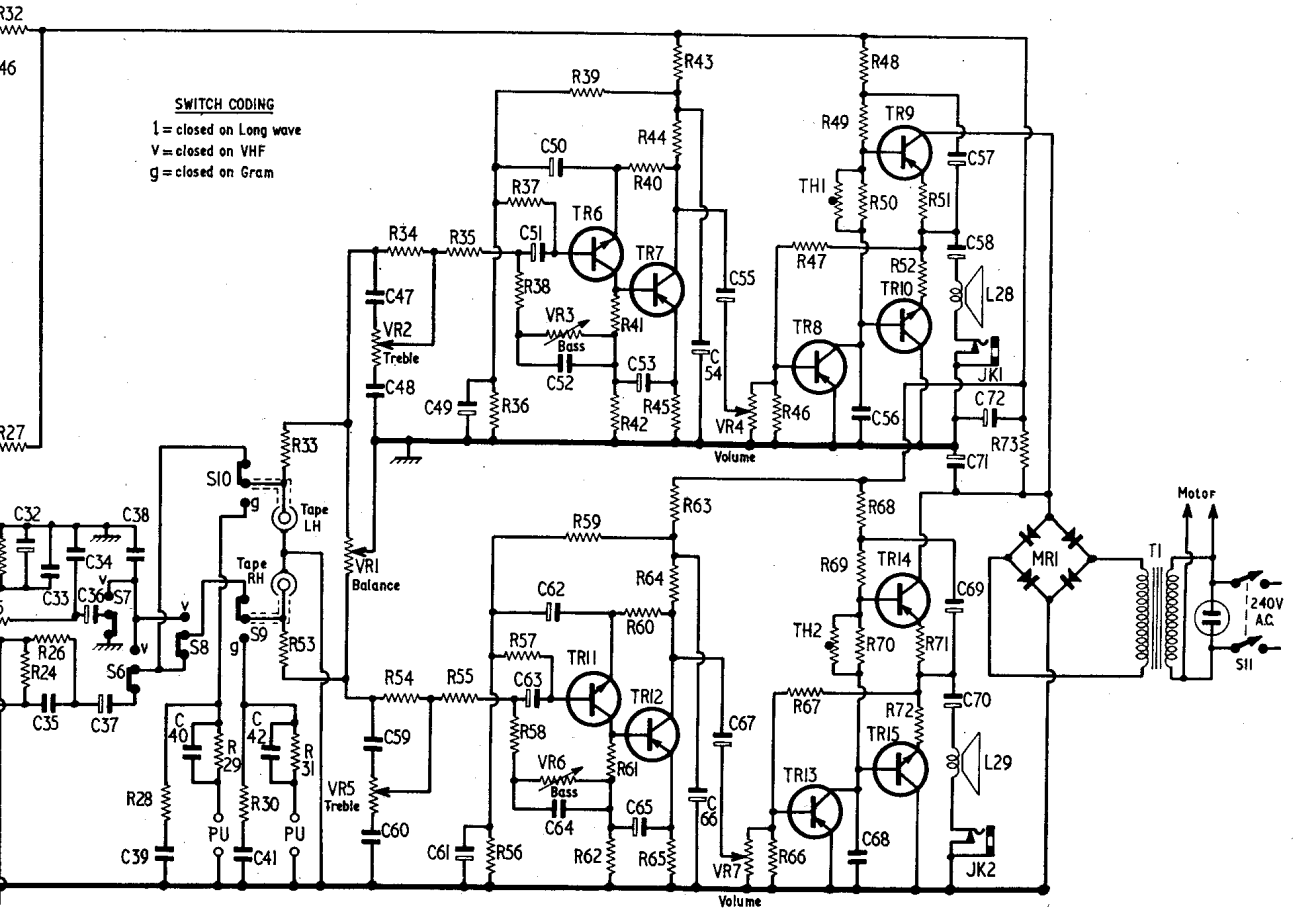 R32
46
SWITCH CODING
1 = closed on Long wave
V = closed on VHF
g = closed on Gram
R43
R39
R44
C50
R40
R37
TR6
C51
R34
R35
R38
TR7
C47
VR2
Treble
VR3
Bass
R41
C52
C48
C49
R36
C53
R42
R45
C
54
C55
VR4
Volume
R48
R49
TR9
C57
TH1
R50
R51
C58
R47
R52
TR10
L28
TR8
JK1
R46
C56
C72
R73
C71
R27
R33
S10
g
Tape
LH
Tape
RH
VR1
Balance
C32
C38
C34
C33
C36
V
S7
V
V
S8
S9
g
R53
R26
R24
S6
C35
C37
C
40
R
29
C
42
R
31
R28
R30
PU
PU
C39
C41
R63
R59
R64
C62
R60
R57
TR11
C63
R54
R55
R58
TR12
C59
VR5
Treble
VR6
Bass
R61
C64
C60
C61
R56
C65
R62
R65
C
66
C67
VR7
Volume
R68
R69
TR14
C69
TH2
R70
R71
C70
R67
R72
TR15
L29
TR13
R66
C68
JK2
MR1
Motor
T1
240V
A.C.
S11